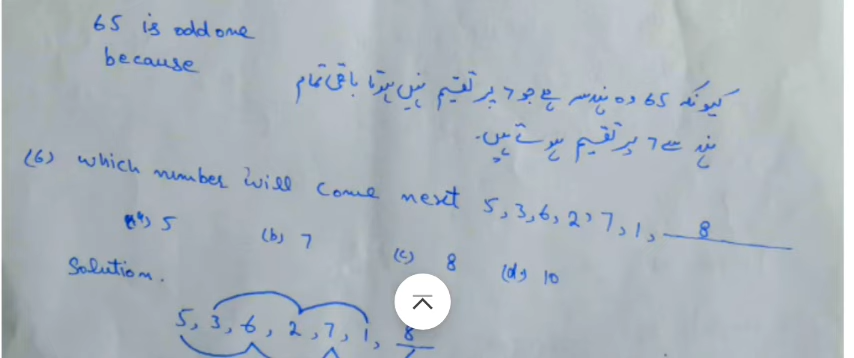 65 is odd one
because
کیونکہ 65 وہ ہندسہ ہے جو 7 پر تقسیم نہیں ہوتا باقی تمام
ہندسے 7 پر تقسیم ہوتے ہیں۔
(6) which number will come next 5, 3, 6, 2, 7, 1, 8
(a) 5 (b) 7 (c) 8 (d) 10
Solution.
5, 3, 6, 2, 7, 1, 8